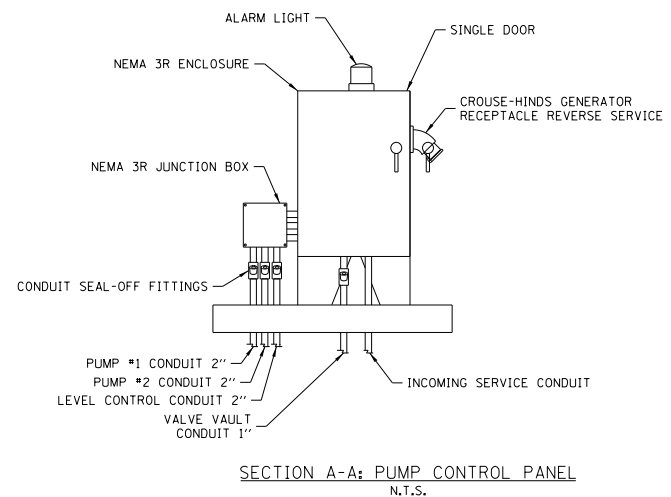 ALARM LIGHT
SINGLE DOOR
NEMA 3R ENCLOSURE
CROUSE-HINDS GENERATOR
RECEPTACLE REVERSE SERVICE
NEMA 3R JUNCTION BOX
CONDUIT SEAL-OFF FITTINGS
PUMP #1 CONDUIT 2''
PUMP #2 CONDUIT 2''
LEVEL CONTROL CONDUIT 2''
VALVE VAULT
CONDUIT 1''
INCOMING SERVICE CONDUIT
SECTION A-A: PUMP CONTROL PANEL
N.T.S.